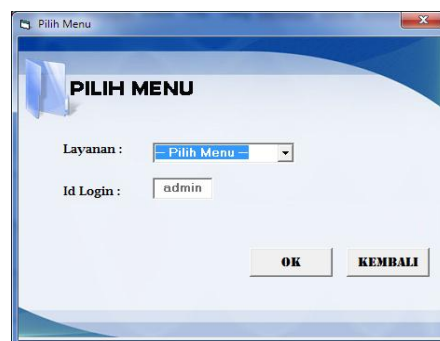 Pilih Menu
PILIH MENU
Layanan : -- Pilih Menu --
Id Login : admin
OK KEMBALI